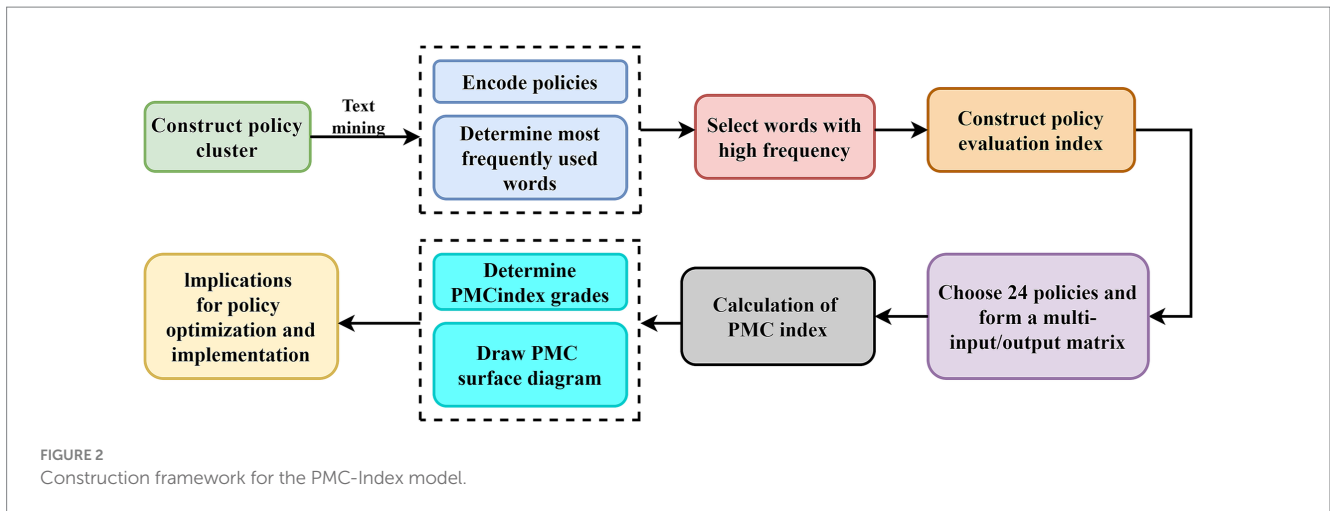 Construct policy
cluster
Text
mining
Encode policies
Determine most
frequently used
words
Select words with
high frequency
Construct policy
evaluation index
Choose 24 policies and
form a multi-
input/output matrix
Calculation of
PMC index
Determine
PMCindex grades
Draw PMC
surface diagram
Implications
for policy
optimization and
implementation
FIGURE 2
Construction framework for the PMC-Index model.